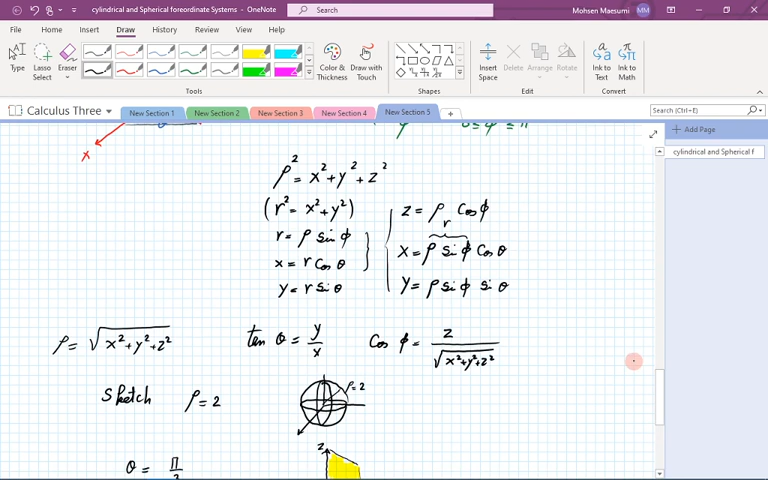 cylindrical and Spherical foreordinate Systems - OneNote
Search
Mohsen Maesumi
MM
File Home Insert Draw History Review View Help
Type
Lasso Select
Eraser
Color & Thickness
Draw with Touch
Insert Space
Delete
Arrange
Rotate
Ink to Text
Ink to Math
Tools
Shapes
Edit
Convert
Calculus Three
New Section 1 New Section 2 New Section 3 New Section 4 New Section 5 +
Search (Ctrl+E)
Add Page
cylindrical and Spherical f
x
ρ² = x² + y² + z²
(r² = x² + y²)
z = ρ Cos φ
r = ρ sin φ
r
x = ρ sin φ Cos θ
x = r Cos θ
y = r sin θ
y = ρ sin φ sin θ
ρ = √x² + y² + z²
tan θ = y/x
Cos φ = z/√x²+y²+z²
Sketch ρ = 2
ρ = 2
z
θ = π